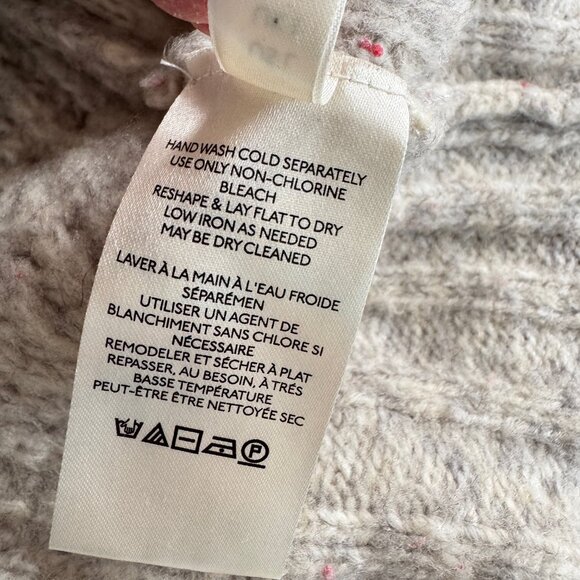 HAND WASH COLD SEPARATELY
USE ONLY NON-CHLORINE
BLEACH
RESHAPE & LAY FLAT TO DRY
LOW IRON AS NEEDED
MAY BE DRY CLEANED
LAVER À LA MAIN À L'EAU FROIDE
SÉPARÉMEN
UTILISER UN AGENT DE
BLANCHIMENT SANS CHLORE SI
NÉCESSAIRE
REMODELER ET SÉCHER À PLAT
REPASSER, AU BESOIN, À TRÉS
BASSE TEMPÉRATURE
PEUT-ÊTRE ÊTRE NETTOYÉE SEC
P